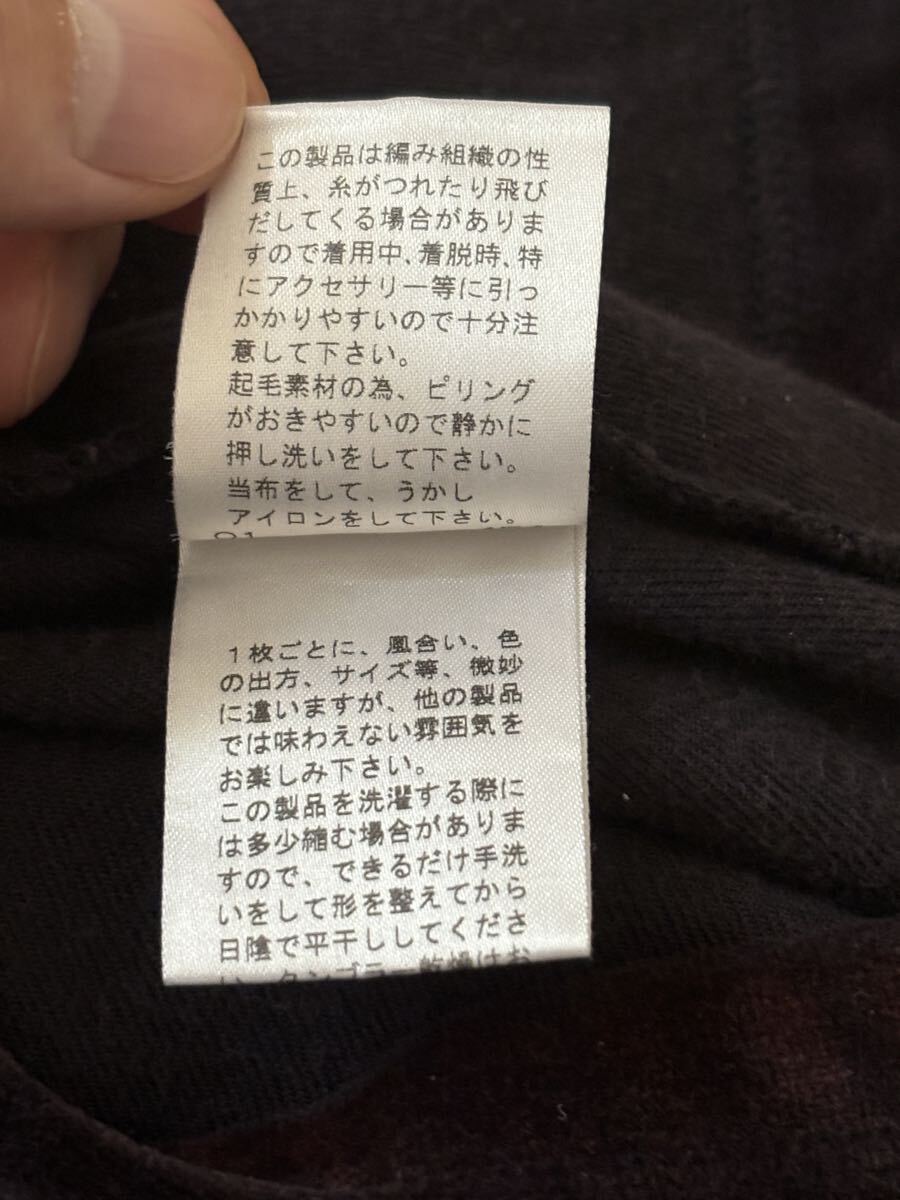 この製品は編み組織の性
質上、糸がつれたり飛び
だしてくる場合がありま
すので着用中、着脱時、特
にアクセサリー等に引っ
かかりやすいので十分注
意して下さい。
起毛素材の為、ピリング
がおきやすいので静かに
押し洗いをして下さい。
当布をして、うかし
アイロンをして下さい。
1枚ごとに、風合い、色
の出方、サイズ等、微妙
に違いますが、他の製品
では味わえない雰囲気を
お楽しみ下さい。
この製品を洗濯する際に
は多少縮む場合がありま
すので、できるだけ手洗
いをして形を整えてから
日陰で平干ししてくださ
い。タンブラー乾燥はお